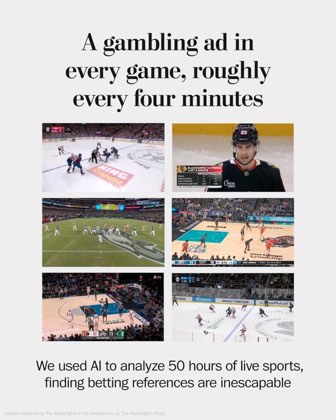 A gambling ad in
every game, roughly
every four minutes
We used AI to analyze 50 hours of live sports,
finding betting references are inescapable